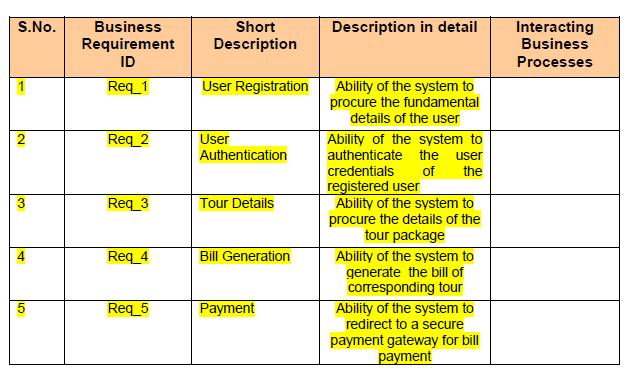 S.No. Business Requirement ID Short Description Description in detail Interacting Business Processes
1 Req_1 User Registration Ability of the system to
procure the fundamental
details of the user
2 Req_2 User Authentication Ability of the system to
authenticate the user
credentials of the
registered user
3 Req_3 Tour Details Ability of the system to
procure the details of the
tour package
4 Req_4 Bill Generation Ability of the system to
generate the bill of
corresponding tour
5 Req_5 Payment Ability of the system to
redirect to a secure
payment gateway for bill
payment